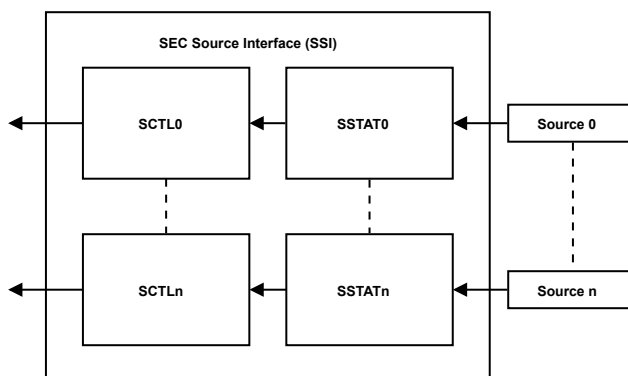 SEC Source Interface (SSI)
SCTL0
SSTAT0
Source 0
SCTLn
SSTATn
Source n